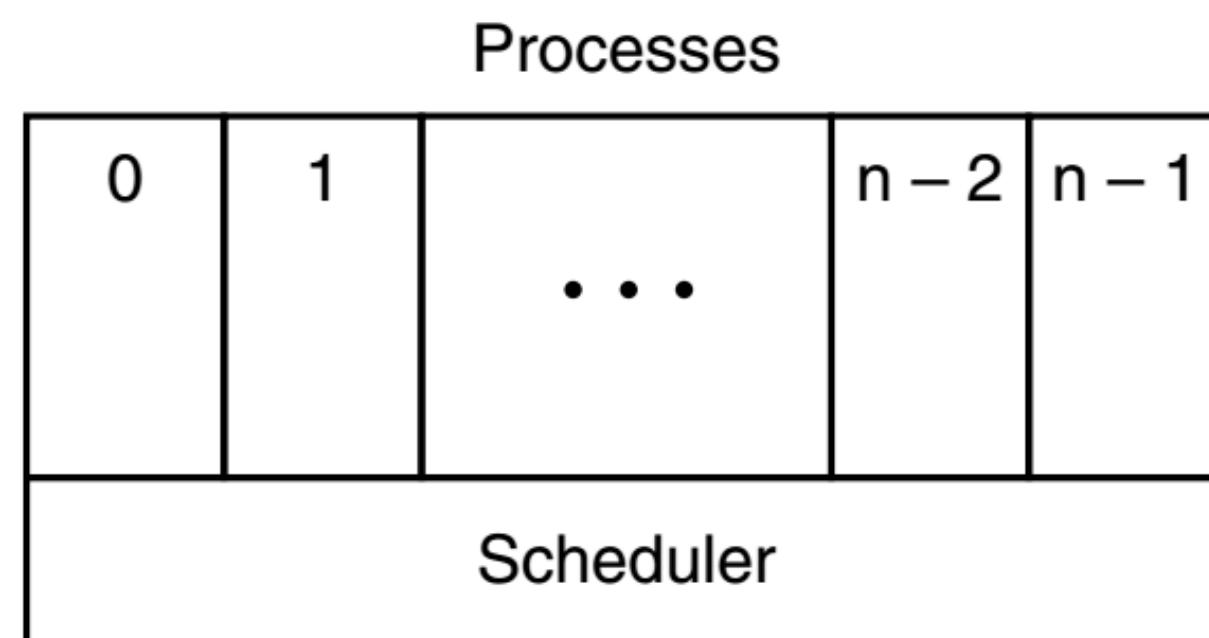 Processes
0 1 • • • n – 2 n – 1
Scheduler